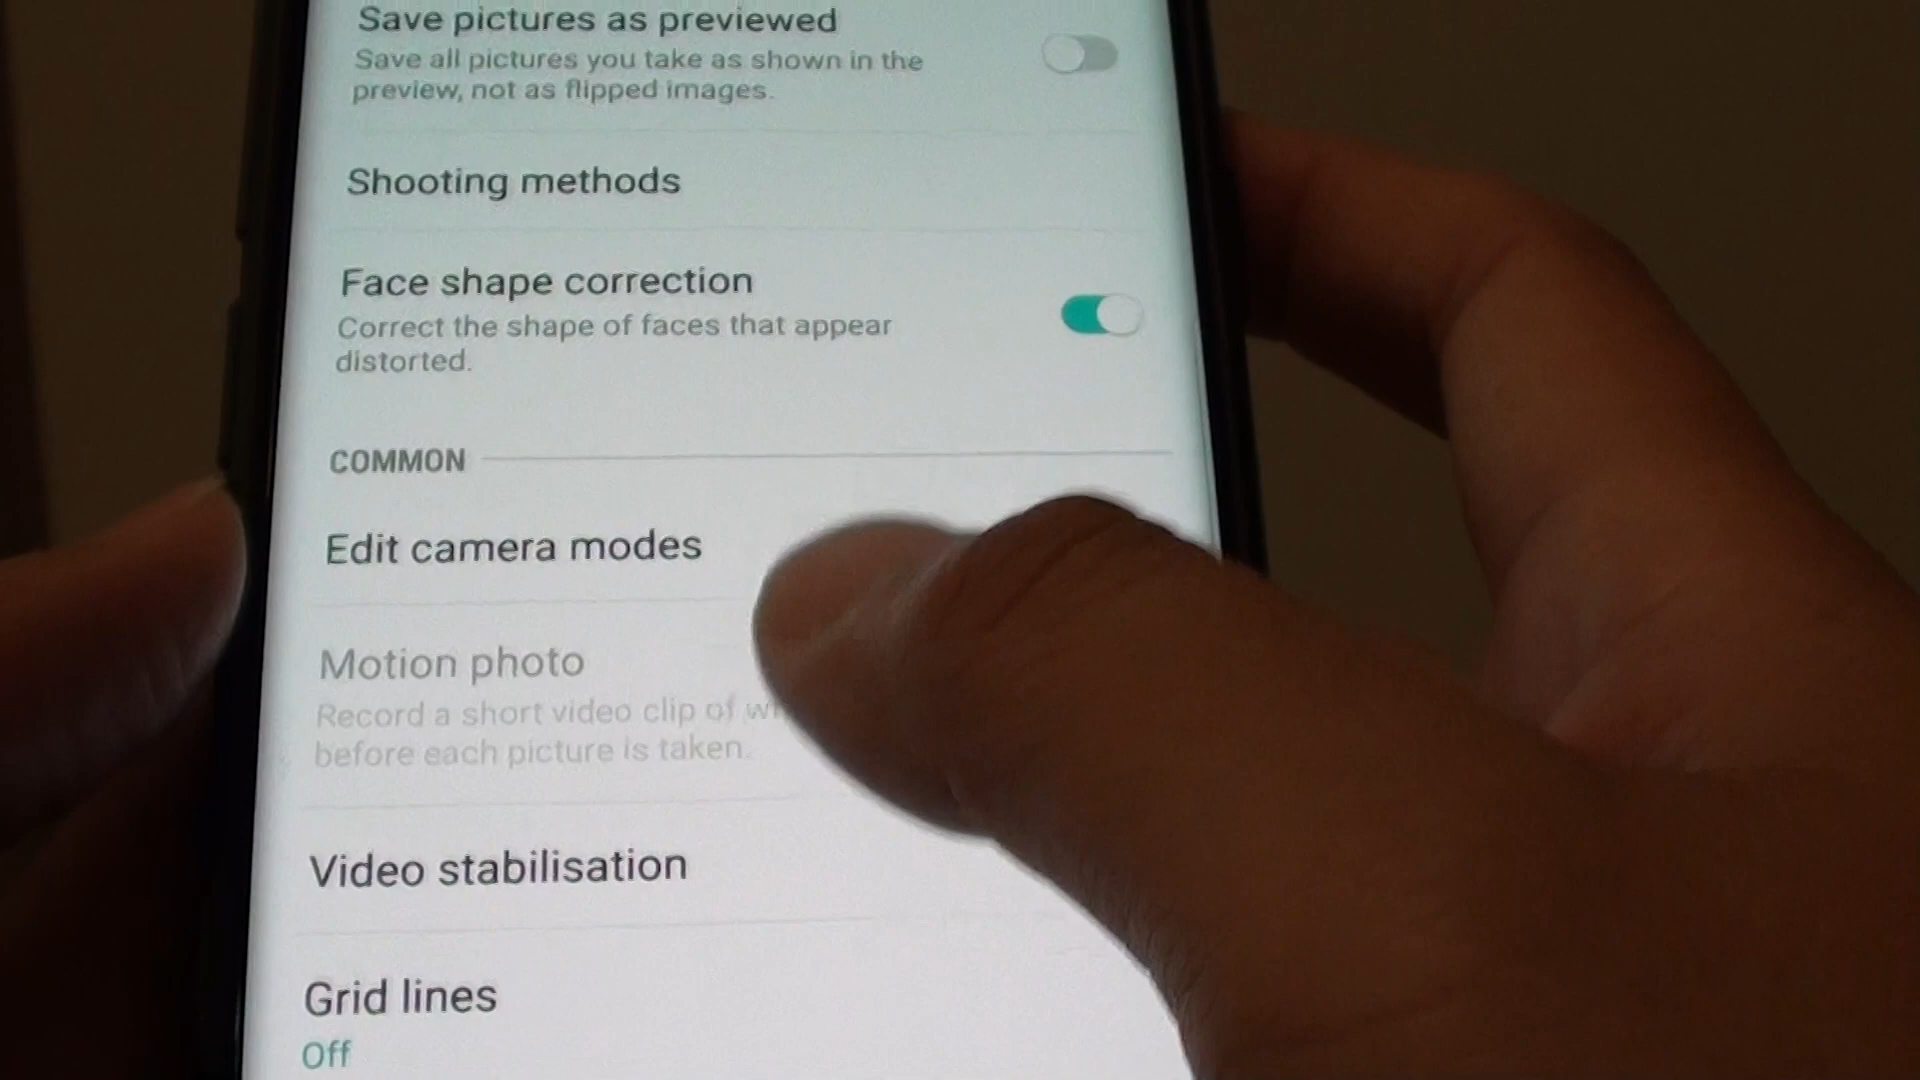 Save pictures as previewed
Save all pictures you take as shown in the
preview, not as flipped images.
Shooting methods
Face shape correction
Correct the shape of faces that appear
distorted.
COMMON
Edit camera modes
Motion photo
Record a short video clip of
before each picture is taken.
Video stabilisation
Grid lines
Off